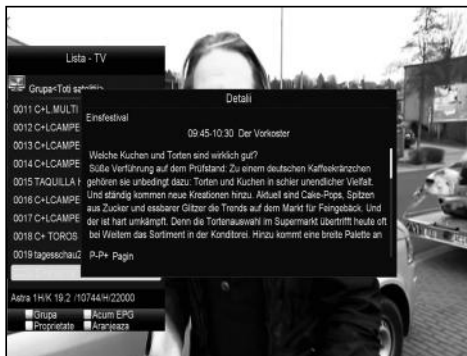 Lista - TV
Grupa<Toti sateliti>
0011 C+L.MULTI
0012 C+LCAMPE
0013 C+LCAMPE
0014 C+LCAMPE
0015 TAQUILLA
0016 C+LCAMPE
0017 C+LCAMPE
0018 C+ TOROS
0019 tagesschau2
Astra 1H/K 19.2 /10744/H/22000
Grupa
Acum EPG
Proprietate
Aranjeaza
Detalii
Einsfestival
09:45-10:30 Der Vorkoster
Welche Kuchen und Torten sind wirklich gut?
Süße Verführung auf dem Prüfstand: Zu einem deutschen Kaffeekränzchen
gehören sie unbedingt dazu: Torten und Kuchen in schier unendlicher Vielfalt.
Und ständig kommen neue Kreationen hinzu. Aktuell sind Cake-Pops, Spitzen
aus Zucker und essbarer Glitzer die Trends auf dem Markt für Feingebäck. Und
der ist hart umkämpft. Denn die Tortenauswahl im Supermarkt übertrifft heute oft
bei Weitem das Sortiment in der Konditorei. Hinzu kommt eine breite Palette an
P-P+ Pagin